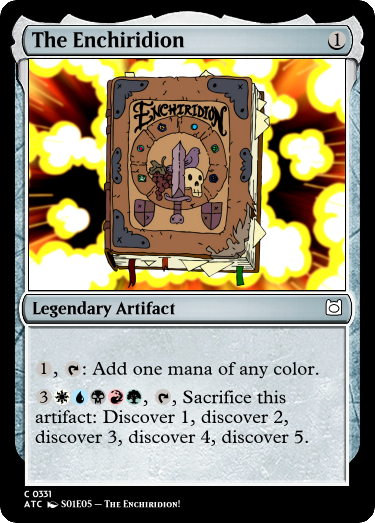 The Enchiridion 1
ENCHIRIDION
Legendary Artifact
1, : Add one mana of any color.
3, , Sacrifice this
artifact: Discover 1, discover 2,
discover 3, discover 4, discover 5.
C 0331
ATC S01E05 — The Enchiridion!